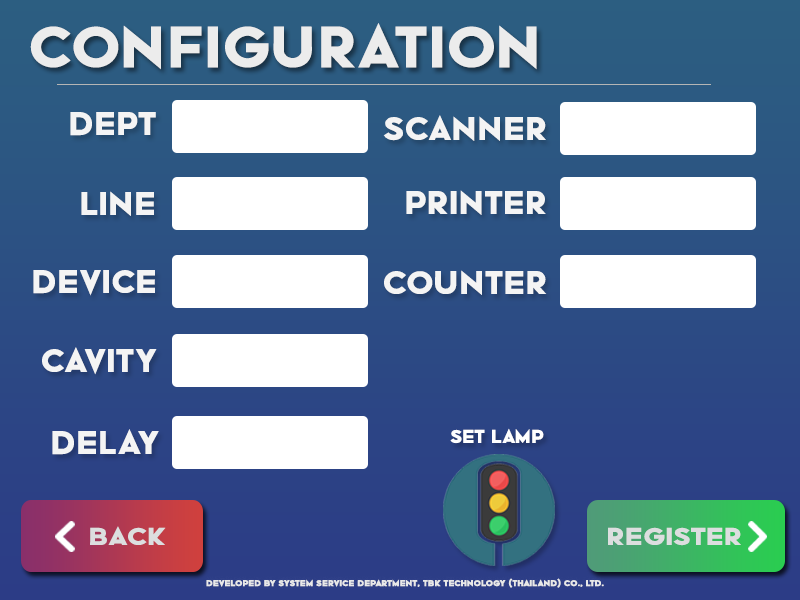 CONFIGURATION
DEPT
SCANNER
LINE
PRINTER
DEVICE
COUNTER
CAVITY
DELAY
SET LAMP
BACK
REGISTER
DEVELOPED BY SYSTEM SERVICE DEPARTMENT, TBK TECHNOLOGY (THAILAND) CO., LTD.